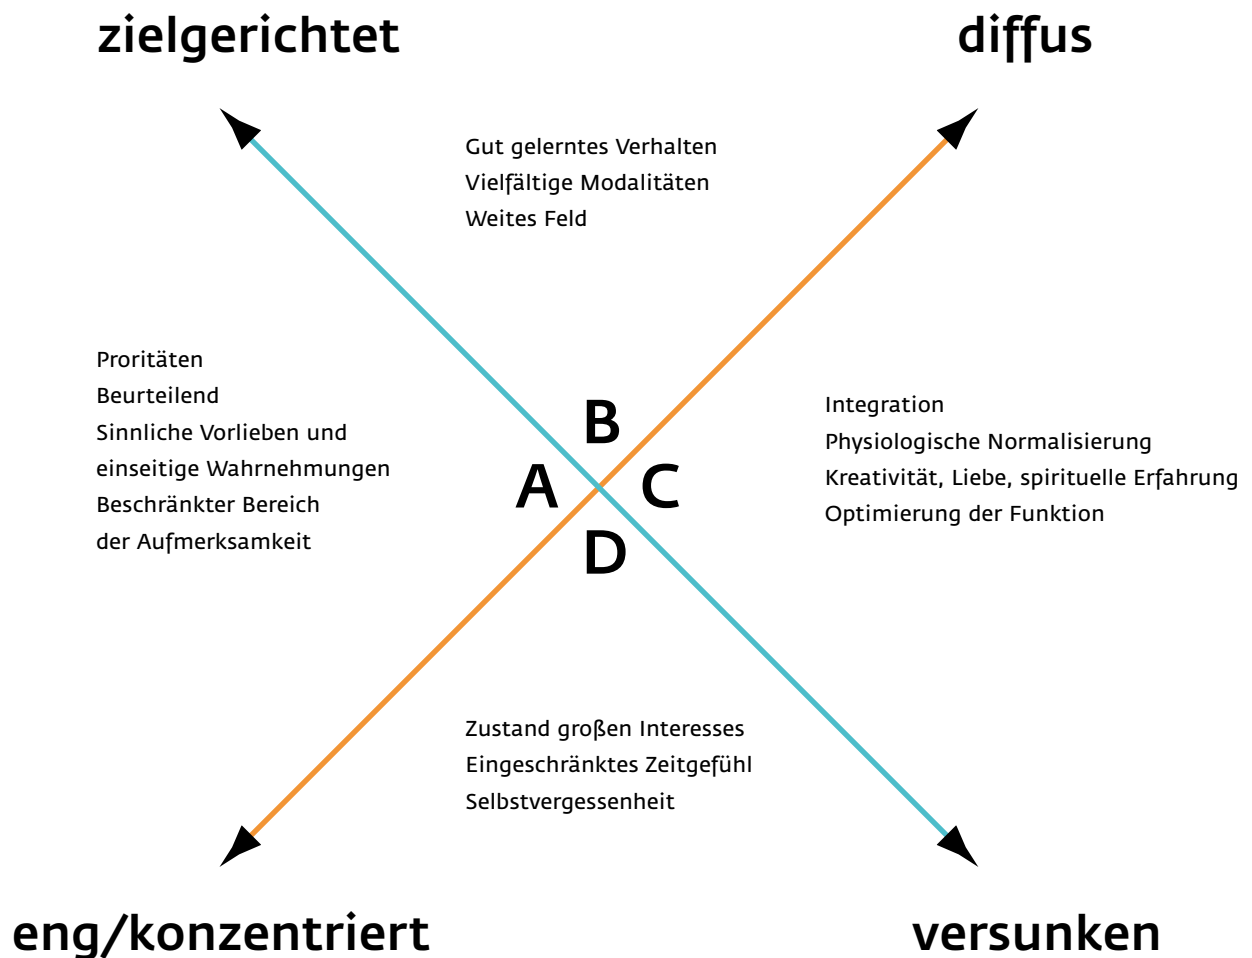 zielgerichtet
diffus
Gut gelerntes Verhalten
Vielfältige Modalitäten
Weites Feld
Proritäten
Beurteilend
Sinnliche Vorlieben und
einseitige Wahrnehmungen
Beschränkter Bereich
der Aufmerksamkeit
B
A
C
D
Integration
Physiologische Normalisierung
Kreativität, Liebe, spirituelle Erfahrung
Optimierung der Funktion
Zustand großen Interesses
Eingeschränktes Zeitgefühl
Selbstvergessenheit
eng/konzentriert
versunken